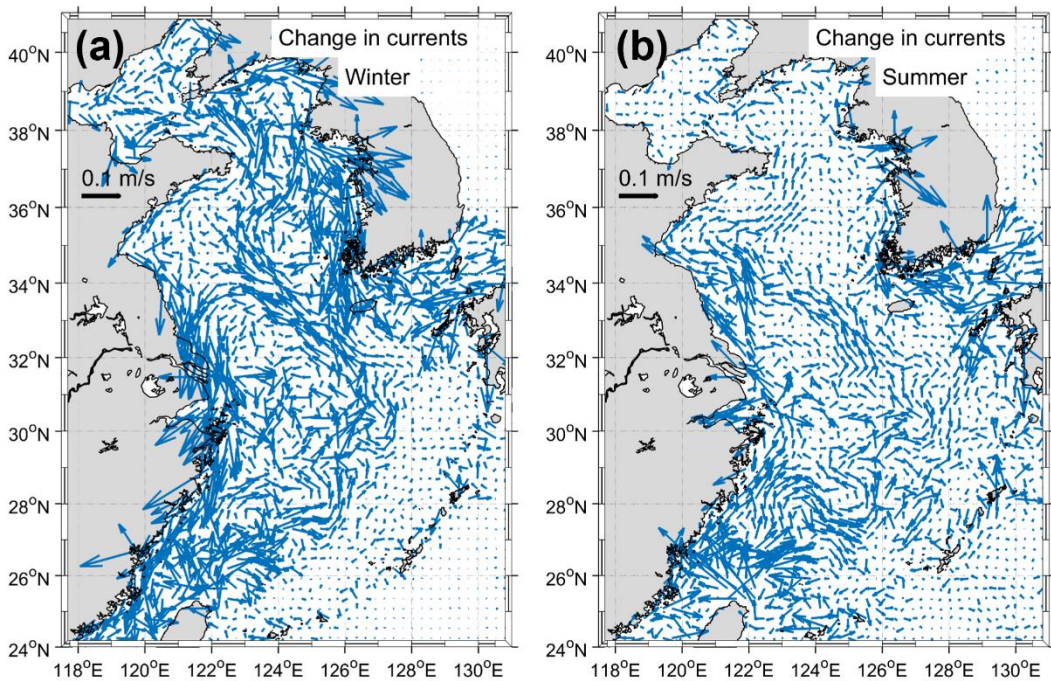 (a)
Change in currents
Winter
0.1 m/s
40°N
38°N
36°N
34°N
32°N
30°N
28°N
26°N
24°N
118°E 120°E 122°E 124°E 126°E 128°E 130°E
(b)
Change in currents
Summer
0.1 m/s
40°N
38°N
36°N
34°N
32°N
30°N
28°N
26°N
24°N
118°E 120°E 122°E 124°E 126°E 128°E 130°E